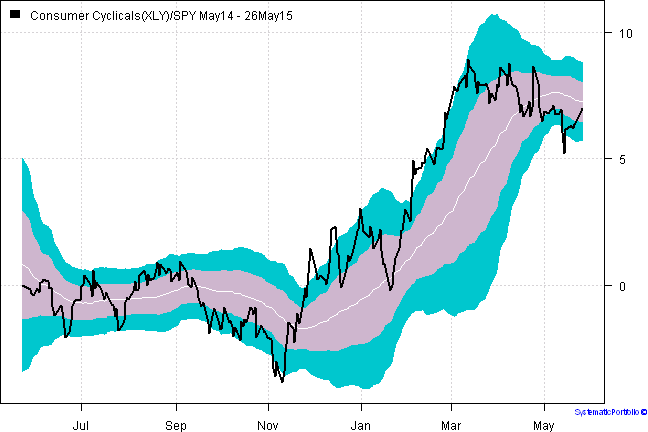 Consumer Cyclicals(XLY)/SPY May14 - 26May15
10
5
0
Jul Sep Nov Jan Mar May
SystematicPortfolio ©